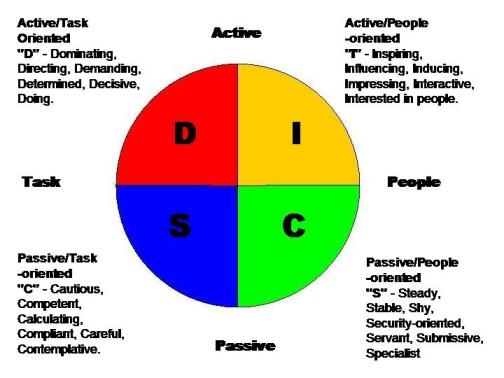 Active/Task
Oriented
"D" - Dominating,
Directing, Demanding,
Determined, Decisive,
Doing.
Active
Active/People
-oriented
"I" - Inspiring,
Influencing, Inducing,
Impressing, Interactive,
Interested in people.
D
I
Task
People
S
C
Passive/Task
-oriented
"C" - Cautious,
Competent,
Calculating,
Compliant, Careful,
Contemplative.
Passive
Passive/People
-oriented
"S" - Steady,
Stable, Shy,
Security-oriented,
Servant, Submissive,
Specialist